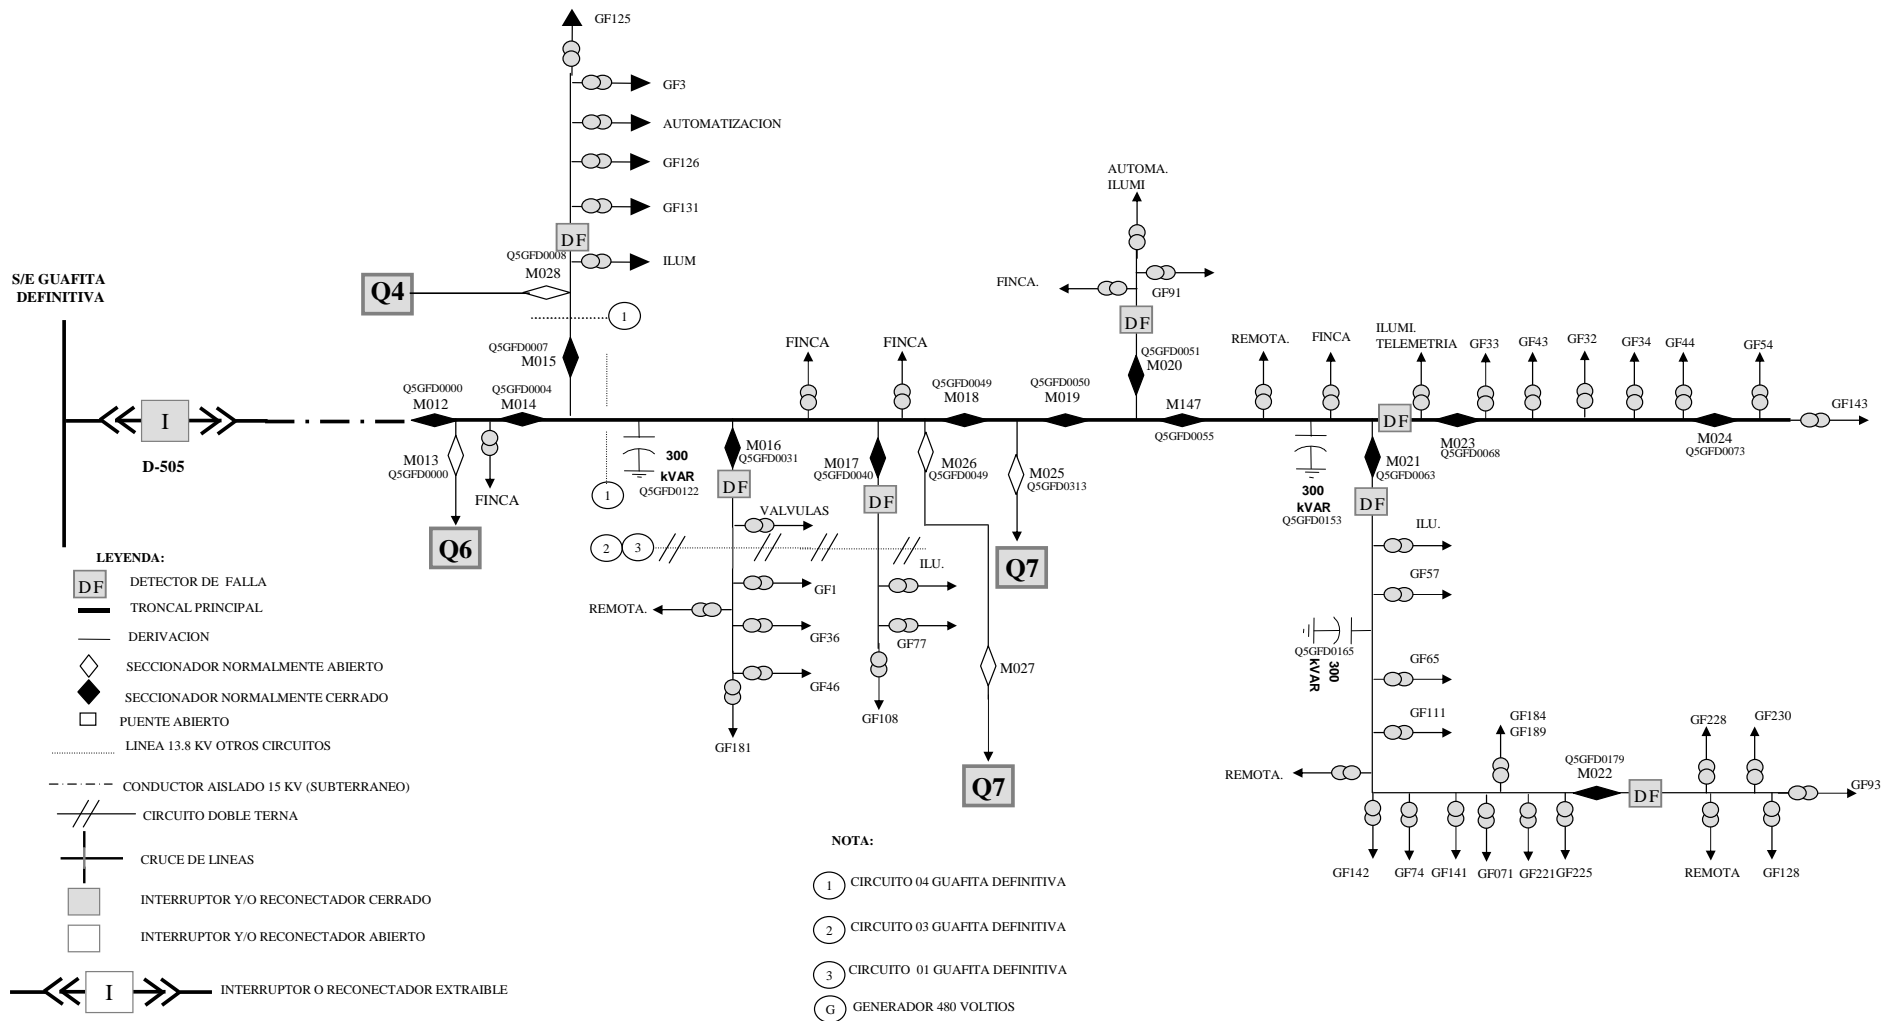 GF125
GF3
AUTOMATIZACION
GF126
GF131
DF
Q5GFD0008
M028
ILUM
Q4
1
S/E GUAFITA
DEFINITIVA
I
D-505
Q5GFD0007
M015
Q5GFD0000
M012
Q5GFD0004
M014
M013
Q5GFD0000
FINCA
Q6
1
300
kVAR
Q5GFD0122
M016
Q5GFD0031
DF
VALVULAS
2
3
GF1
REMOTA.
GF36
GF46
GF181
FINCA
FINCA
M017
Q5GFD0040
DF
ILU.
GF77
GF108
M026
Q5GFD0049
M027
Q7
Q5GFD0049
M018
Q5GFD0050
M019
M025
Q5GFD0313
Q7
AUTOMA.
ILUMI
FINCA.
GF91
DF
Q5GFD0051
M020
M147
Q5GFD0055
REMOTA.
FINCA
ILUMI.
TELEMETRIA
GF33
GF43
GF32
GF34
GF44
GF54
GF143
DF
M023
Q5GFD0068
M024
Q5GFD0073
300
kVAR
Q5GFD0153
M021
Q5GFD0063
DF
ILU.
GF57
Q5GFD0165
300
kVAR
GF65
GF111
REMOTA.
GF184
GF189
Q5GFD0179
M022
DF
GF228
GF230
GF93
GF142
GF74
GF141
GF071
GF221
GF225
REMOTA
GF128
LEYENDA:
DF
DETECTOR DE FALLA
TRONCAL PRINCIPAL
DERIVACION
SECCIONADOR NORMALMENTE ABIERTO
SECCIONADOR NORMALMENTE CERRADO
PUENTE ABIERTO
LINEA 13.8 KV OTROS CIRCUITOS
CONDUCTOR AISLADO 15 KV (SUBTERRANEO)
CIRCUITO DOBLE TERNA
CRUCE DE LINEAS
INTERRUPTOR Y/O RECONECTADOR CERRADO
INTERRUPTOR Y/O RECONECTADOR ABIERTO
I
INTERRUPTOR O RECONECTADOR EXTRAIBLE
NOTA:
1 CIRCUITO 04 GUAFITA DEFINITIVA
2 CIRCUITO 03 GUAFITA DEFINITIVA
3 CIRCUITO 01 GUAFITA DEFINITIVA
G GENERADOR 480 VOLTIOS